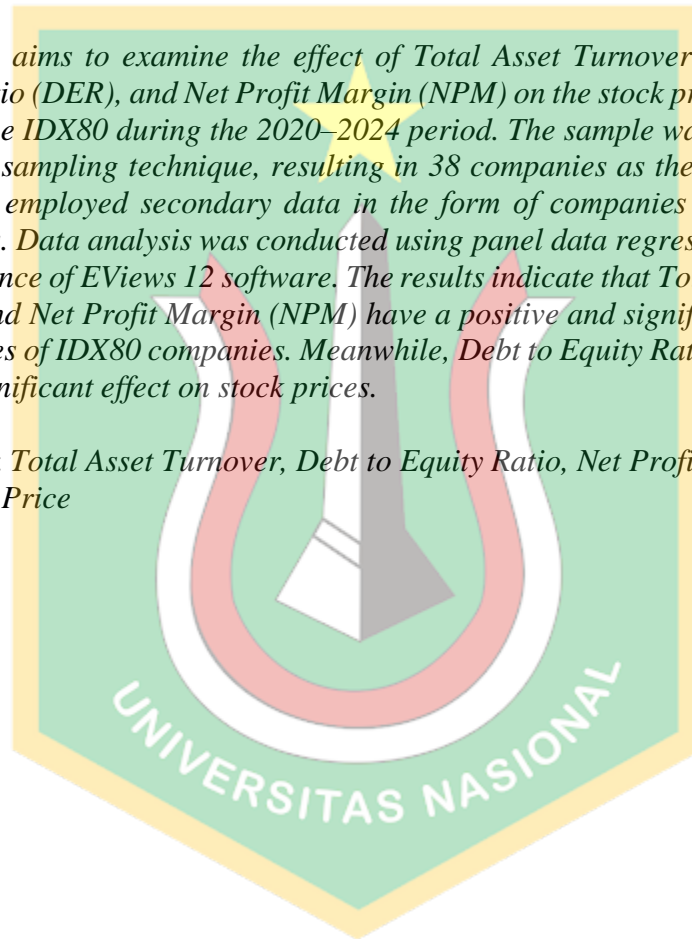 aims to examine the effect of Total Asset Turnover
io (DER), and Net Profit Margin (NPM) on the stock pr
e IDX80 during the 2020–2024 period. The sample wa
sampling technique, resulting in 38 companies as the
employed secondary data in the form of companies
. Data analysis was conducted using panel data regres
nce of EViews 12 software. The results indicate that To
nd Net Profit Margin (NPM) have a positive and signif
es of IDX80 companies. Meanwhile, Debt to Equity Rat
nificant effect on stock prices.
Total Asset Turnover, Debt to Equity Ratio, Net Profi
Price
UNIVERSITAS NASIONAL